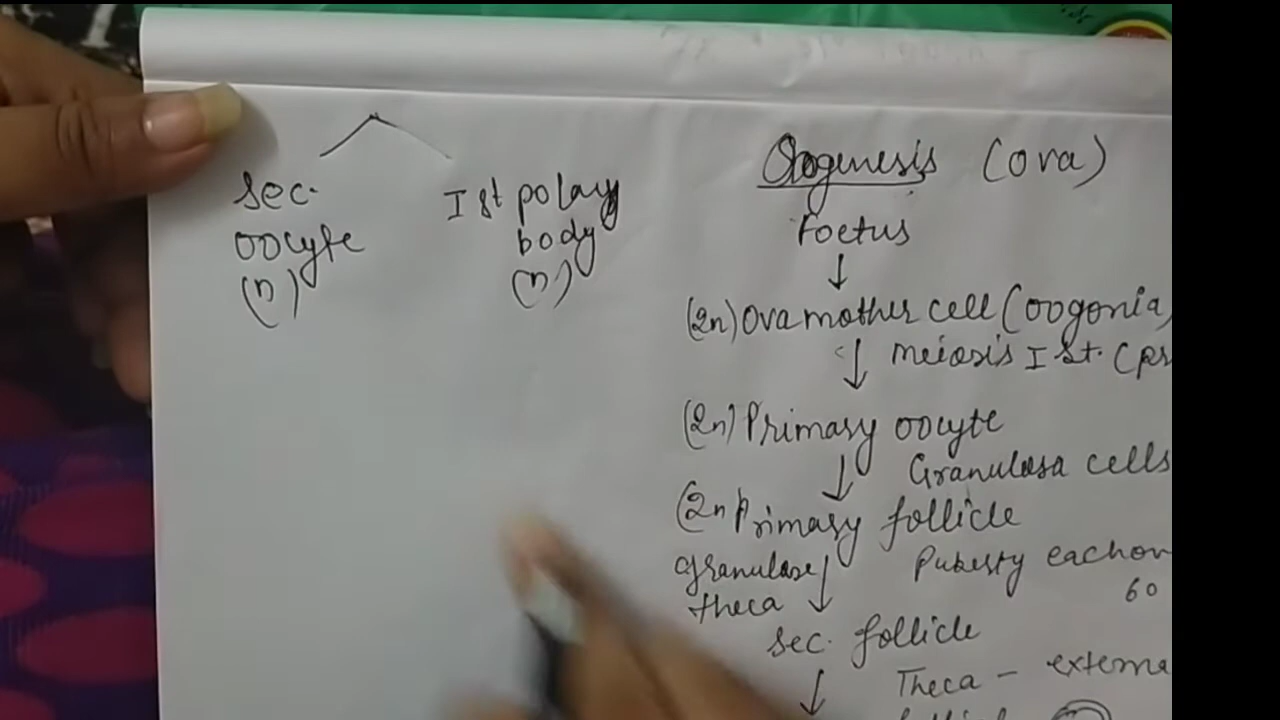 Sec.
oocyte
(n)
Ist polar
body
(n)
Oogenesis (ova)
Foetus
(2n) Ova mother cell (oogonia)
meiosis Ist. (pr
(2n) Primary oocyte
Granulosa cells
(2n Primary follicle
Puberty each
60
theca
Sec. follicle
Theca - externa